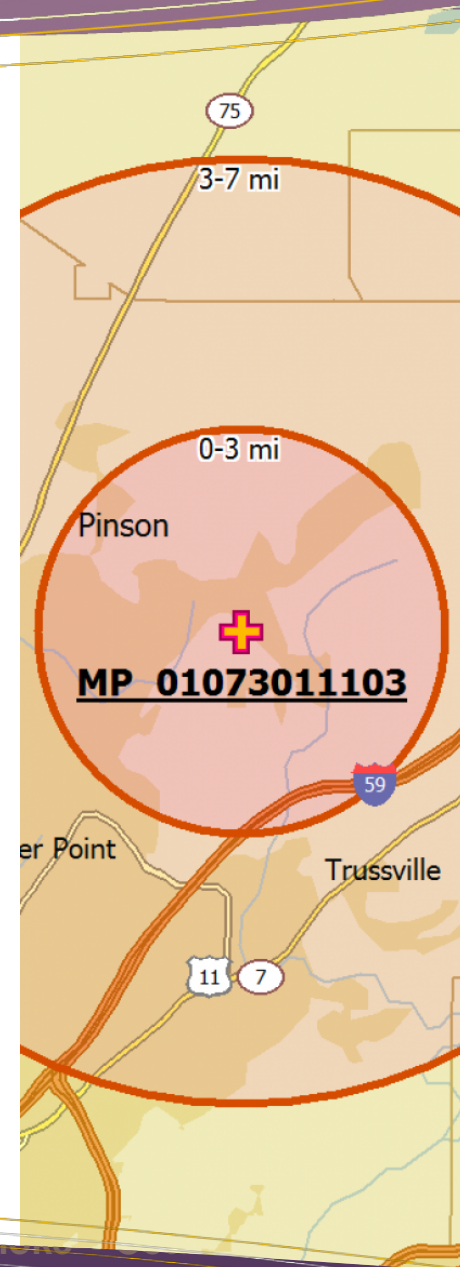 75
3-7 mi
0-3 mi
Pinson
MP 01073011103
59
er Point
Trussville
11
7